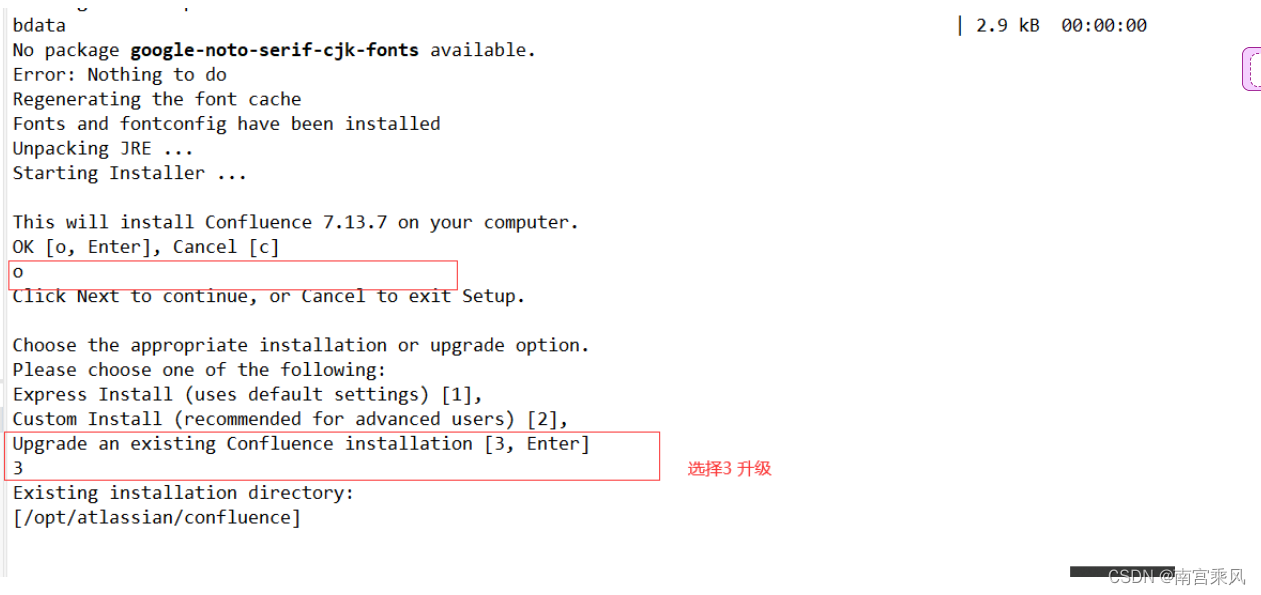 bdata | 2.9 kB 00:00:00
No package google-noto-serif-cjk-fonts available.
Error: Nothing to do
Regenerating the font cache
Fonts and fontconfig have been installed
Unpacking JRE ...
Starting Installer ...
This will install Confluence 7.13.7 on your computer.
OK [o, Enter], Cancel [c]
o
Click Next to continue, or Cancel to exit Setup.
Choose the appropriate installation or upgrade option.
Please choose one of the following:
Express Install (uses default settings) [1],
Custom Install (recommended for advanced users) [2],
Upgrade an existing Confluence installation [3, Enter]
3
选择3 升级
Existing installation directory:
[/opt/atlassian/confluence]
CSDN @南宫乘风